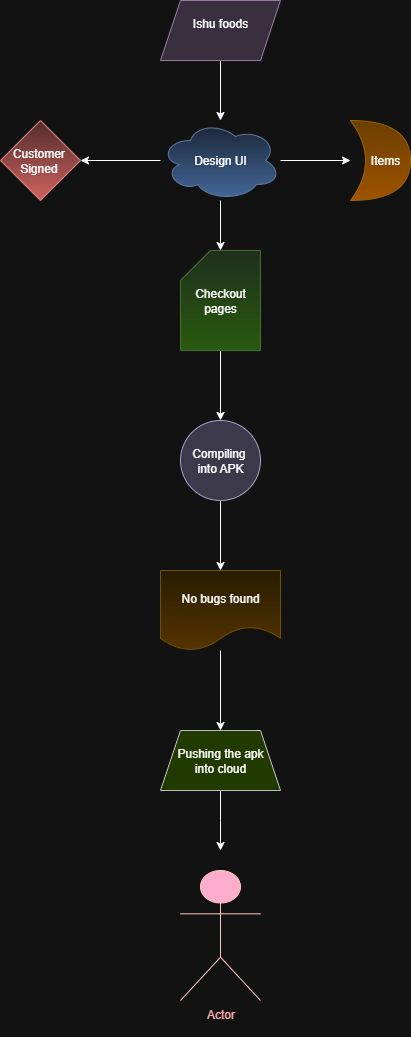 Ishu foods
Customer
Signed
Design UI
Items
Checkout
pages
Compiling
into APK
No bugs found
Pushing the apk
into cloud
Actor